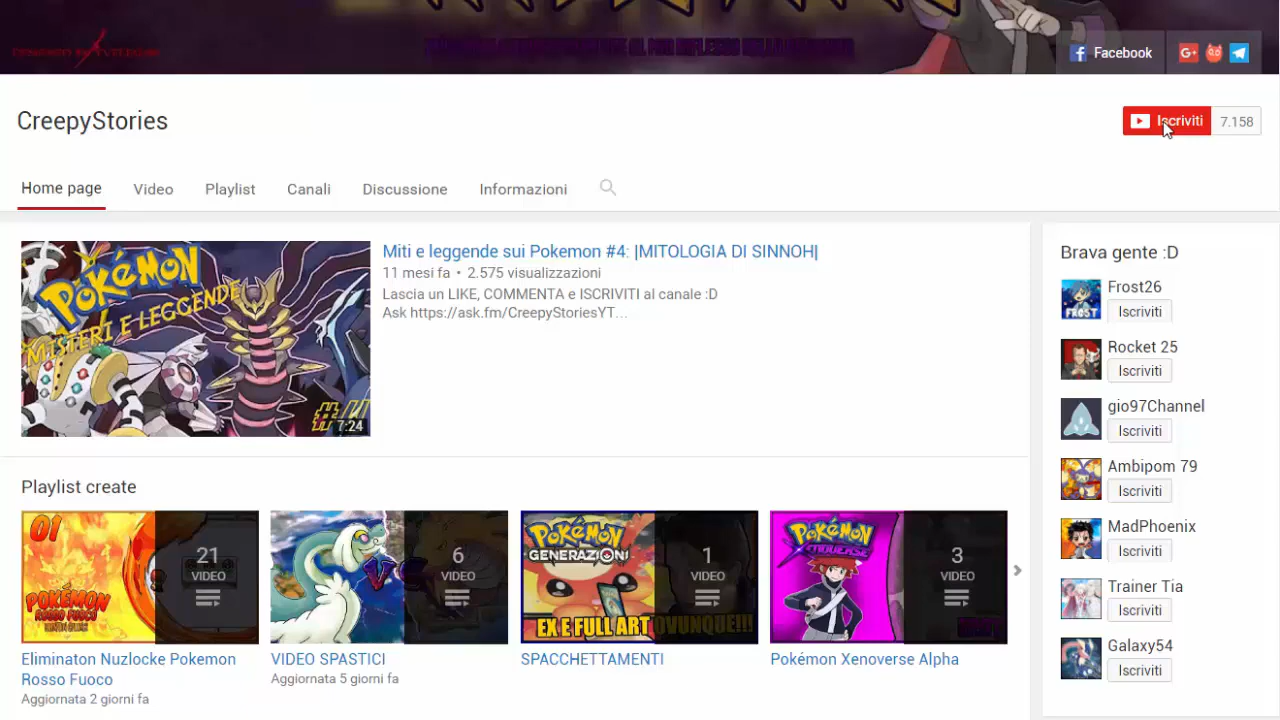 Facebook
CreepyStories
Iscriviti 7.158
Home page Video Playlist Canali Discussione Informazioni
Miti e leggende sui Pokemon #4: |MITOLOGIA DI SINNOH|
11 mesi fa • 2.575 visualizzazioni
Lascia un LIKE, COMMENTA e ISCRIVITI al canale :D
Ask https://ask.fm/CreepyStoriesYT...
POKÉMON
MISTERI E LEGGENDE
#4
7:24
Brava gente :D
Frost26
Iscriviti
FROST
Rocket 25
Iscriviti
gio97Channel
Iscriviti
Ambipom 79
Iscriviti
MadPhoenix
Iscriviti
Trainer Tia
Iscriviti
Galaxy54
Iscriviti
Playlist create
01
POKÉMON
ROSSO FUOCO
21
VIDEO
Eliminaton Nuzlocke Pokemon
Rosso Fuoco
Aggiornata 2 giorni fa
VS
6
VIDEO
VIDEO SPASTICI
Aggiornata 5 giorni fa
POKÉMON
GENERAZIONI
EX E FULL ART OVUNQUE!!!
1
VIDEO
SPACCHETTAMENTI
POKÉMON
XENOVERSE
3
VIDEO
Pokémon Xenoverse Alpha